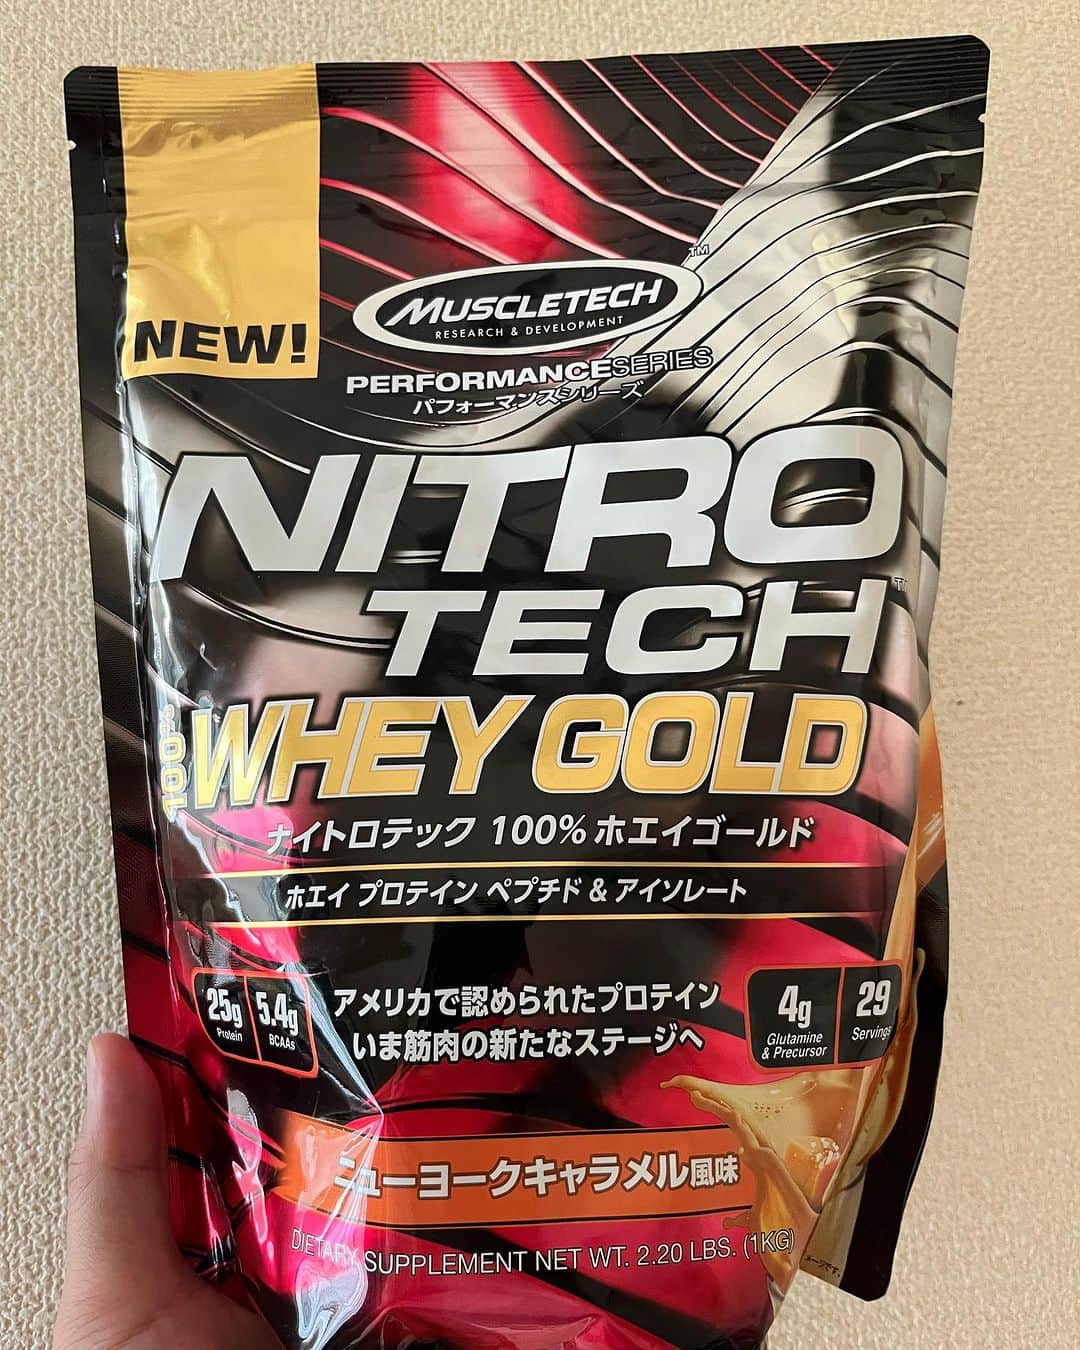 NEW!
MUSCLETECH™
RESEARCH & DEVELOPMENT
PERFORMANCESERIES
パフォーマンスシリーズ
NITRO
TECH™
100% WHEY GOLD
ナイトロテック 100% ホエイゴールド
ホエイ プロテイン ペプチド & アイソレート
25g
Protein
5.4g
BCAAs
アメリカで認められたプロテイン
いま筋肉の新たなステージへ
4g
Glutamine
& Precursor
29
Servings
ニューヨークキャラメル風味
DIETARY SUPPLEMENT NET WT. 2.20 LBS. (1KG)